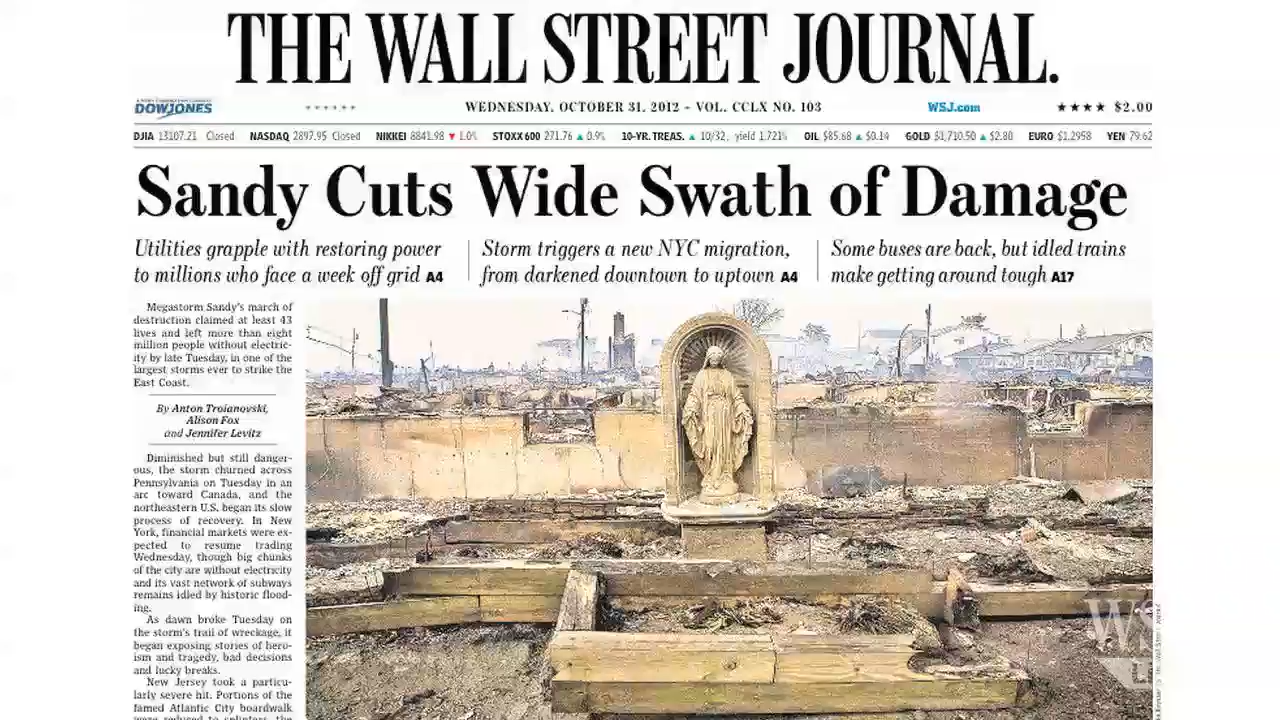 THE WALL STREET JOURNAL.
DOWJONES
★★★★★★
WEDNESDAY, OCTOBER 31, 2012 - VOL. CCLX NO. 103
WSJ.com
★★★★ $2.00
DJIA 13107.21 Closed NASDAQ 2897.95 Closed NIKKEI 8841.98 ▼ 1.0% STOXX 600 271.76 ▲ 0.9% 10-YR. TREAS. ▲ 10/32, yield 1.721% OIL $85.68 ▲ $0.14 GOLD $1,710.50 ▲ $2.80 EURO $1.2958 YEN 79.62
Sandy Cuts Wide Swath of Damage
Utilities grapple with restoring power
to millions who face a week off grid A4
Storm triggers a new NYC migration,
from darkened downtown to uptown A4
Some buses are back, but idled trains
make getting around tough A17
Megastorm Sandy's march of
destruction claimed at least 43
lives and left more than eight
million people without electric-
ity by late Tuesday, in one of the
largest storms ever to strike the
East Coast.
By Anton Troianovski,
Alison Fox
and Jennifer Levitz
Diminished but still danger-
ous, the storm churned across
Pennsylvania on Tuesday in an
arc toward Canada, and the
northeastern U.S. began its slow
process of recovery. In New
York, financial markets were ex-
pected to resume trading
Wednesday, though big chunks
of the city are without electricity
and its vast network of subways
remains idled by historic flood-
ing.
As dawn broke Tuesday on
the storm's trail of wreckage, it
began exposing stories of hero-
ism and tragedy, bad decisions
and lucky breaks.
New Jersey took a particu-
larly severe hit. Portions of the
famed Atlantic City boardwalk
were reduced to splinters, the
WSJ